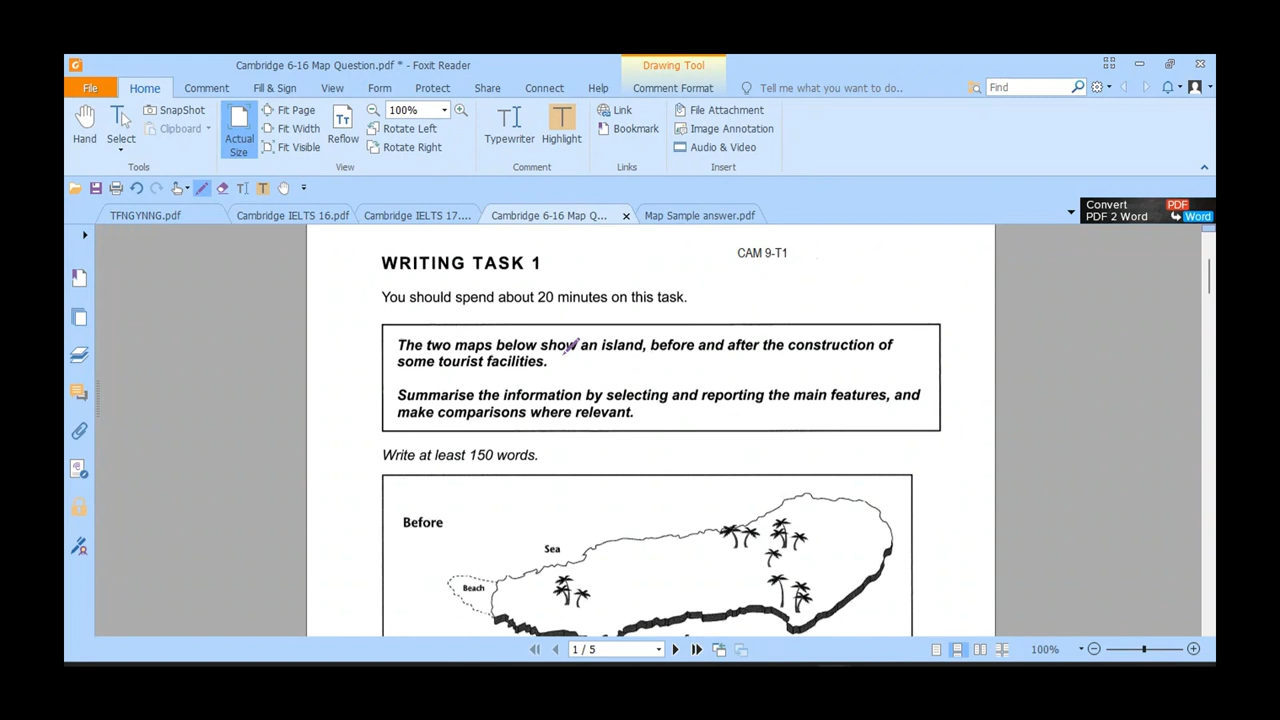 Cambridge 6-16 Map Question.pdf * - Foxit Reader
Drawing Tool
File Home Comment Fill & Sign View Form Protect Share Connect Help Comment Format Tell me what you want to do.. Find
Hand Select SnapShot Clipboard Actual Size Fit Page Fit Width Fit Visible Reflow 100% Rotate Left Rotate Right Typewriter Highlight Link Bookmark File Attachment Image Annotation Audio & Video
Tools View Comment Links Insert
TFNGYNNG.pdf Cambridge IELTS 16.pdf Cambridge IELTS 17.... Cambridge 6-16 Map Q... Map Sample answer.pdf
Convert PDF
PDF 2 Word Word
CAM 9-T1
WRITING TASK 1
You should spend about 20 minutes on this task.
The two maps below show an island, before and after the construction of
some tourist facilities.
Summarise the information by selecting and reporting the main features, and
make comparisons where relevant.
Write at least 150 words.
Before
Sea
Beach
1 / 5
100%